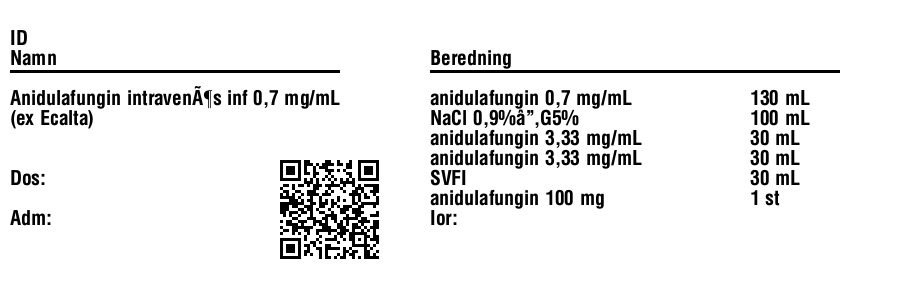 ID
Namn
Anidulafungin intravenÃ¶s inf 0,7 mg/mL
(ex Ecalta)
Dos:
Adm:
Beredning
anidulafungin 0,7 mg/mL 130 mL
NaCl 0,9%â”‚G5% 100 mL
anidulafungin 3,33 mg/mL 30 mL
anidulafungin 3,33 mg/mL 30 mL
SVFI 30 mL
anidulafungin 100 mg 1 st
Ior: